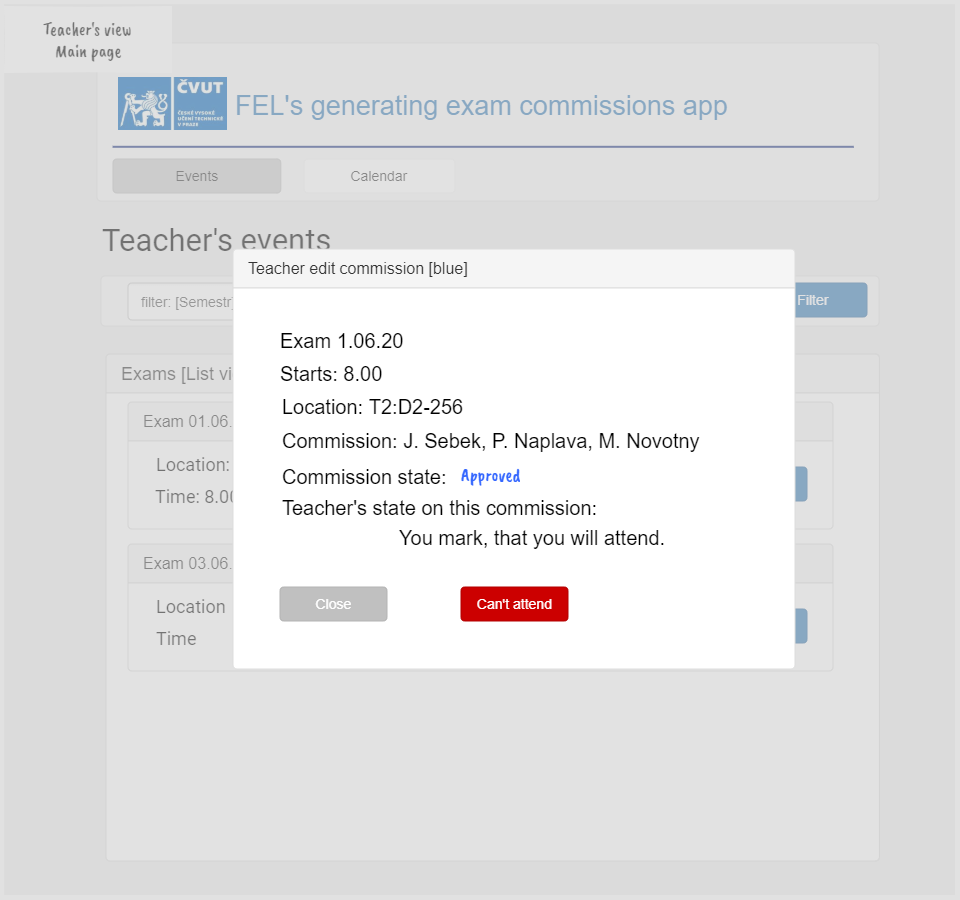 Teacher's view
Main page
ČVUT
ČESKÉ VYSOKÉ
UČENÍ TECHNICKÉ
V PRAZE
FEL's generating exam commissions app
Events
Calendar
Teacher's events
filter: [Semestr]
Filter
Teacher edit commission [blue]
Exam 1.06.20
Starts: 8.00
Location: T2:D2-256
Commission: J. Sebek, P. Naplava, M. Novotny
Commission state: Approved
Teacher's state on this commission:
You mark, that you will attend.
Close
Can't attend
Exams [List vi
Exam 01.06.
Location:
Time: 8.00
Exam 03.06.
Location
Time